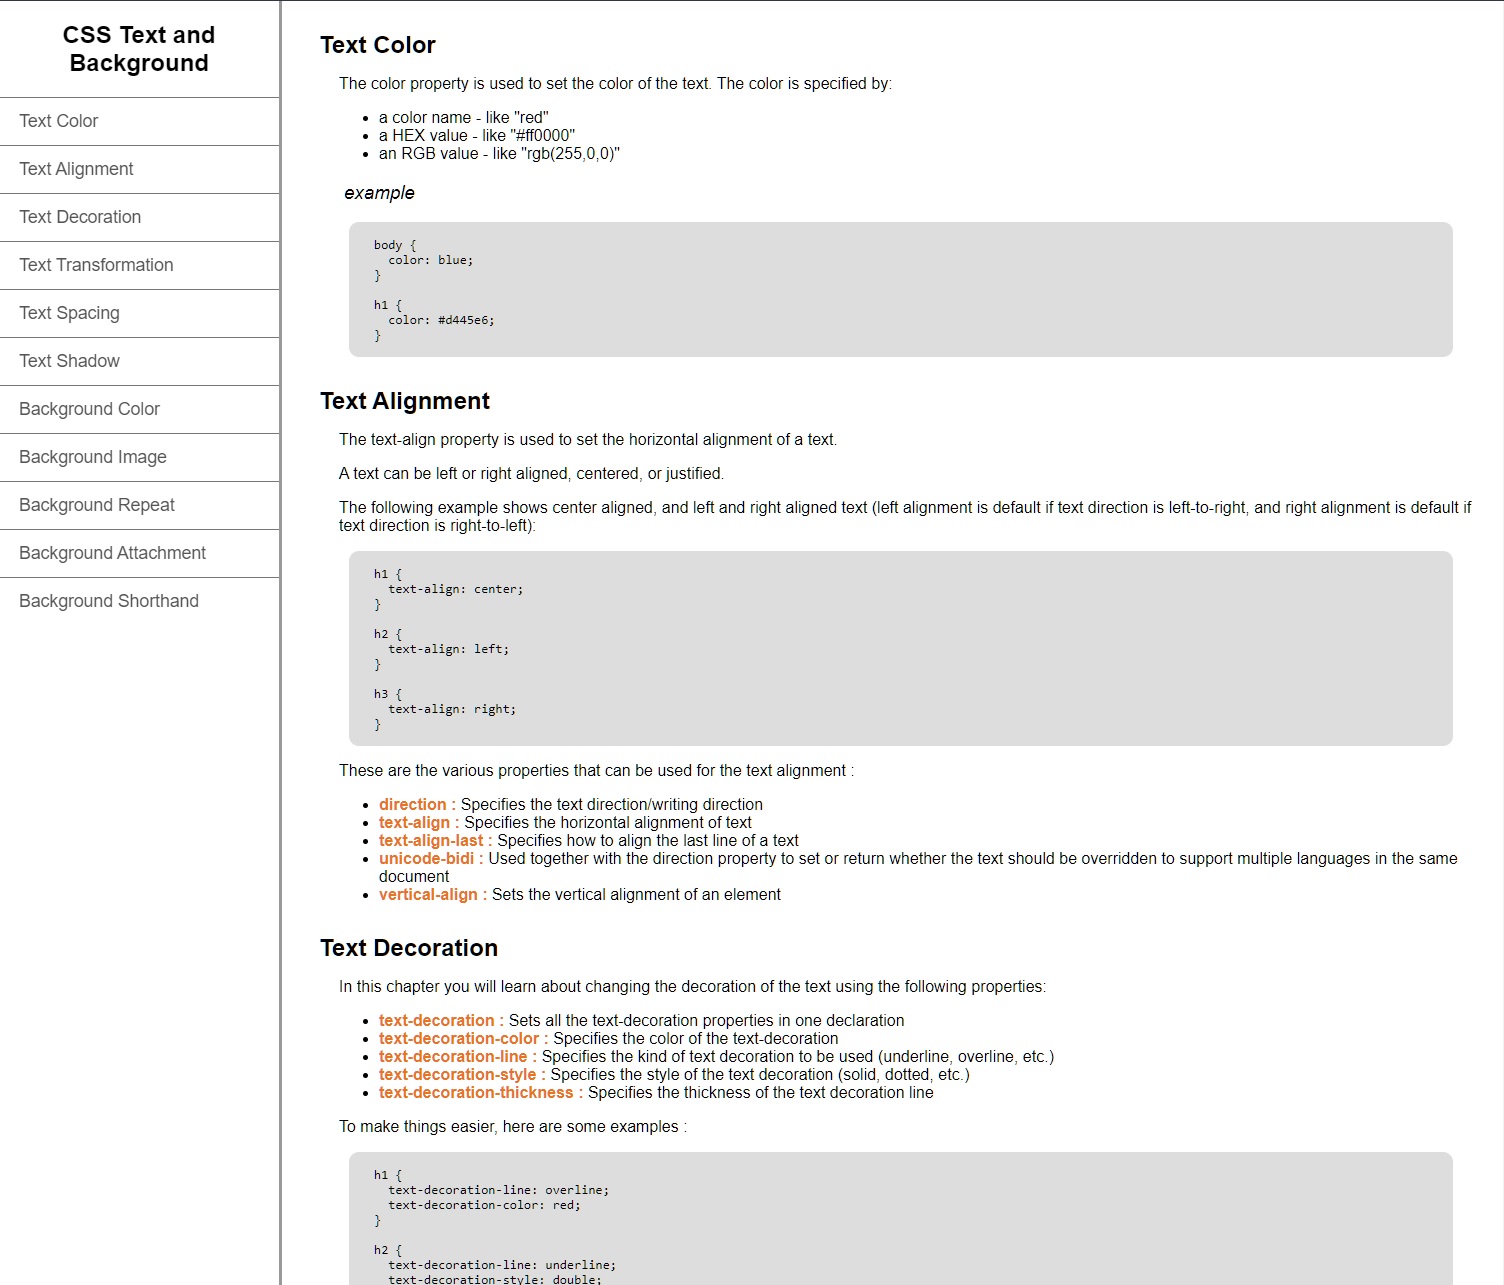 CSS Text and
Background
Text Color
Text Alignment
Text Decoration
Text Transformation
Text Spacing
Text Shadow
Background Color
Background Image
Background Repeat
Background Attachment
Background Shorthand
Text Color
The color property is used to set the color of the text. The color is specified by:
• a color name - like "red"
• a HEX value - like "#ff0000"
• an RGB value - like "rgb(255,0,0)"
example
body {
  color: blue;
}
h1 {
  color: #d445e6;
}
Text Alignment
The text-align property is used to set the horizontal alignment of a text.
A text can be left or right aligned, centered, or justified.
The following example shows center aligned, and left and right aligned text (left alignment is default if text direction is left-to-right, and right alignment is default if
text direction is right-to-left):
h1 {
  text-align: center;
}
h2 {
  text-align: left;
}
h3 {
  text-align: right;
}
These are the various properties that can be used for the text alignment :
• direction : Specifies the text direction/writing direction
• text-align : Specifies the horizontal alignment of text
• text-align-last : Specifies how to align the last line of a text
• unicode-bidi : Used together with the direction property to set or return whether the text should be overridden to support multiple languages in the same
document
• vertical-align : Sets the vertical alignment of an element
Text Decoration
In this chapter you will learn about changing the decoration of the text using the following properties:
• text-decoration : Sets all the text-decoration properties in one declaration
• text-decoration-color : Specifies the color of the text-decoration
• text-decoration-line : Specifies the kind of text decoration to be used (underline, overline, etc.)
• text-decoration-style : Specifies the style of the text decoration (solid, dotted, etc.)
• text-decoration-thickness : Specifies the thickness of the text decoration line
To make things easier, here are some examples :
h1 {
  text-decoration-line: overline;
  text-decoration-color: red;
}
h2 {
  text-decoration-line: underline;
  text-decoration-style: double;